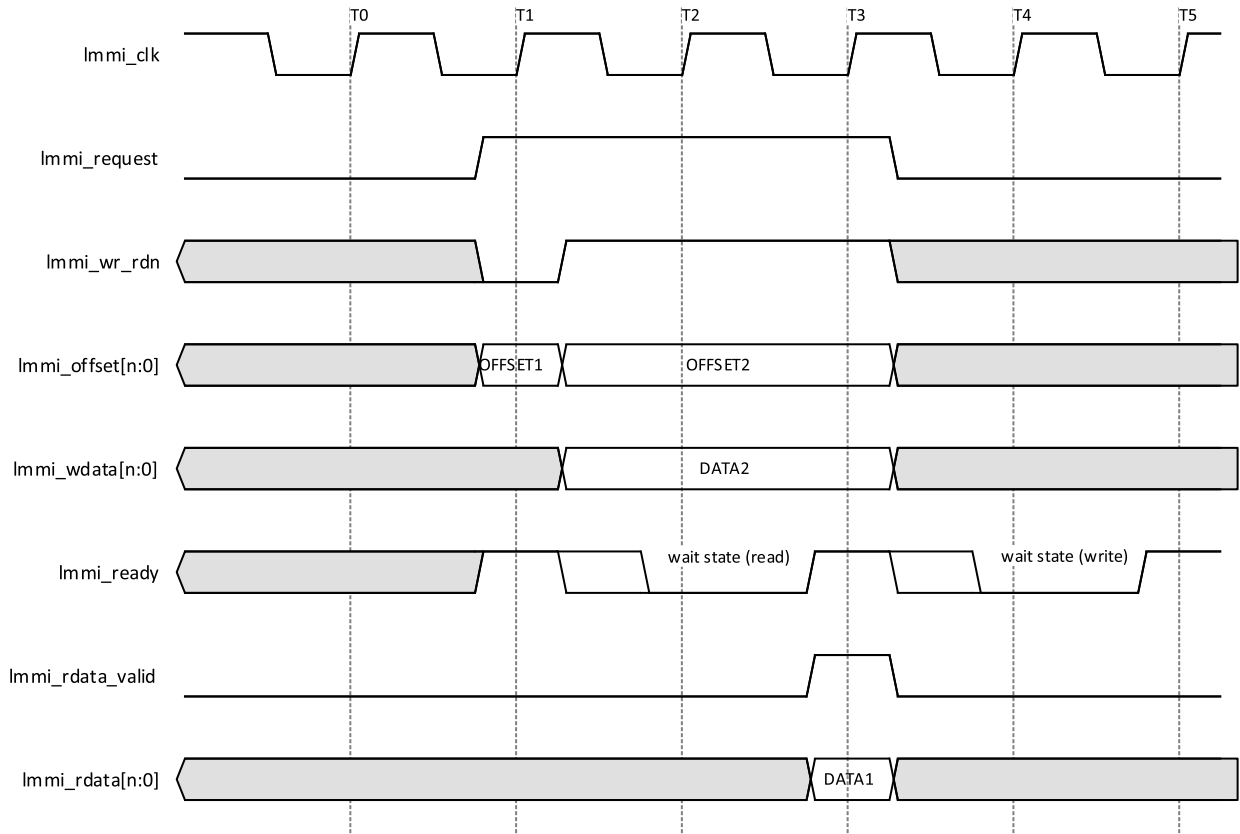 T0 T1 T2 T3 T4 T5
lmmi_clk
lmmi_request
lmmi_wr_rdn
lmmi_offset[n:0] OFFSET1 OFFSET2
lmmi_wdata[n:0] DATA2
lmmi_ready wait state (read) wait state (write)
lmmi_rdata_valid
lmmi_rdata[n:0] DATA1